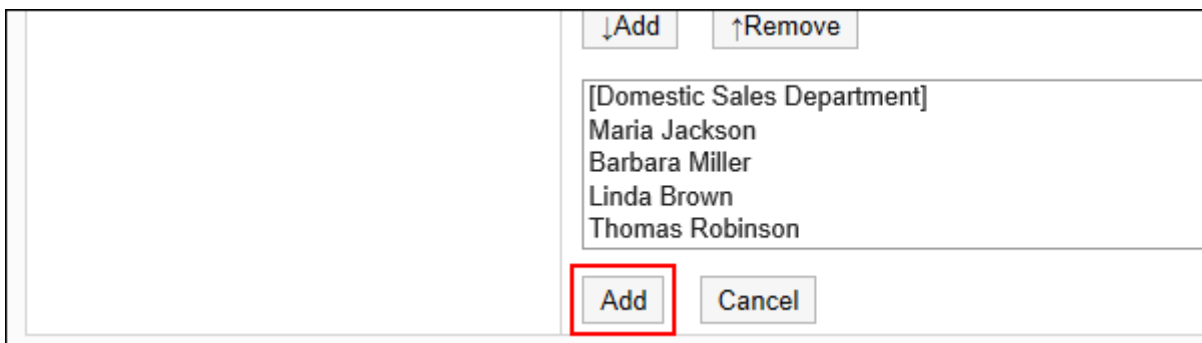 ↓Add ↑Remove
[Domestic Sales Department]
Maria Jackson
Barbara Miller
Linda Brown
Thomas Robinson
Add Cancel